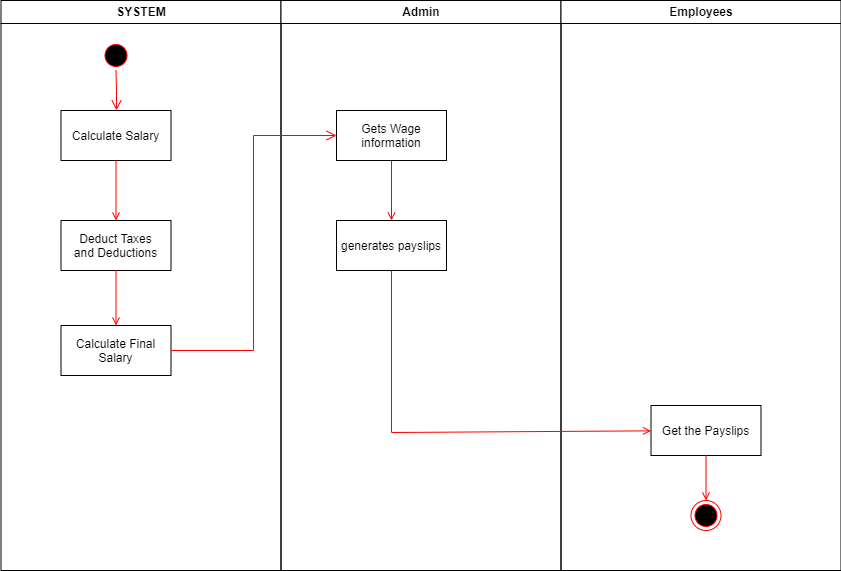 SYSTEM
Admin
Employees
Calculate Salary
Gets Wage
information
Deduct Taxes
and Deductions
generates payslips
Calculate Final
Salary
Get the Payslips